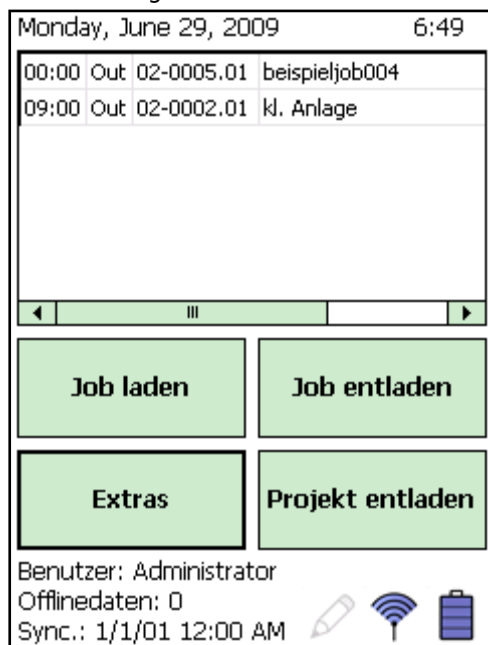 Monday, June 29, 2009 6:49
00:00 Out 02-0005.01 beispieljob004
09:00 Out 02-0002.01 kl. Anlage
Job laden Job entladen
Extras Projekt entladen
Benutzer: Administrator
Offlinedaten: 0
Sync.: 1/1/01 12:00 AM